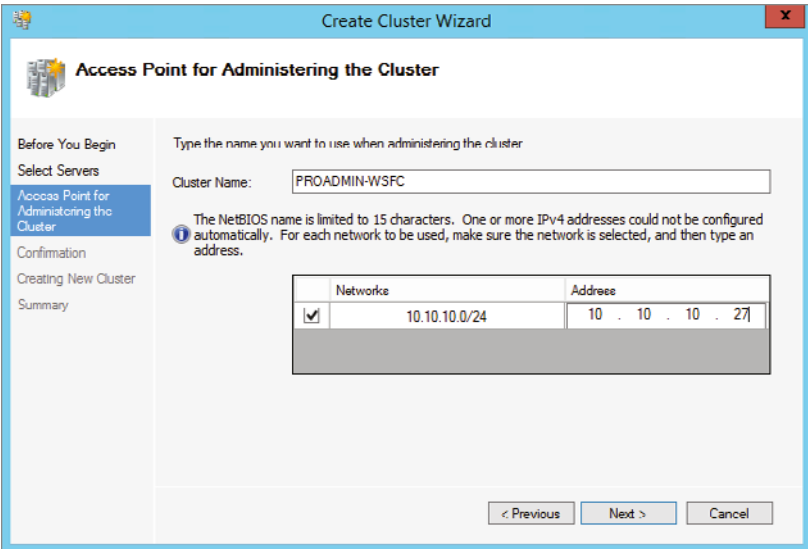 Create Cluster Wizard
x
Access Point for Administering the Cluster
Before You Begin
Select Servers
Access Point for
Administering the
Cluster
Confirmation
Creating New Cluster
Summary
Type the name you want to use when administering the cluster
Cluster Name:
PROADMIN-WSFC
The NetBIOS name is limited to 15 characters. One or more IPv4 addresses could not be configured
automatically. For each network to be used, make sure the network is selected, and then type an
address.
Networks Address
10.10.10.0/24 10 . 10 . 10 . 27
< Previous Next > Cancel